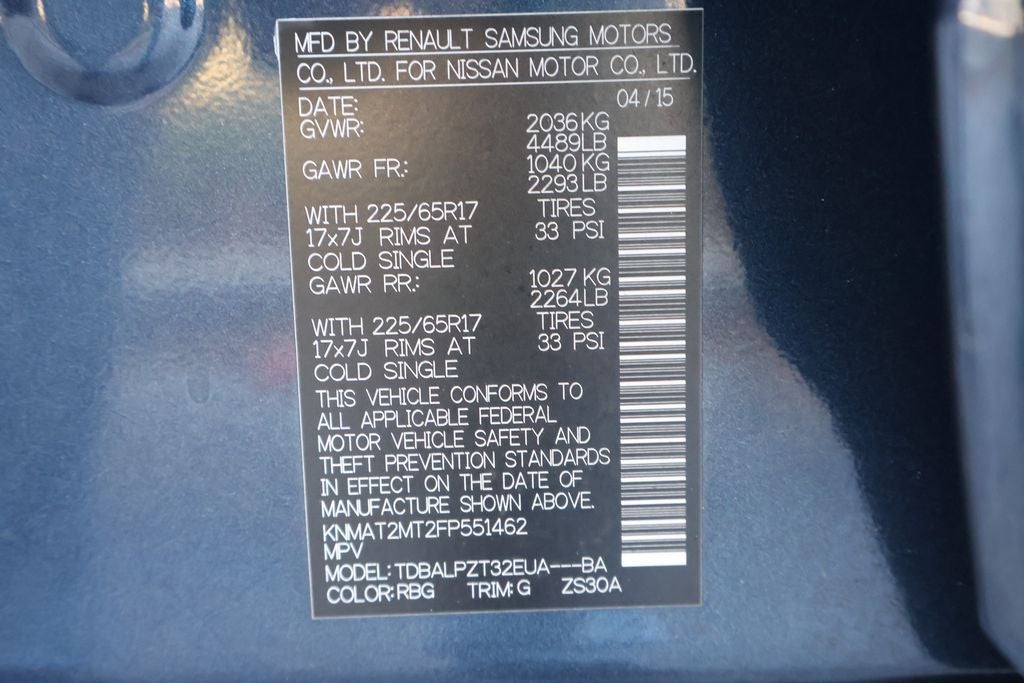 MFD BY RENAULT SAMSUNG MOTORS
CO., LTD. FOR NISSAN MOTOR CO., LTD.
DATE: 04/15
GVWR: 2036KG
4489LB
GAWR FR.: 1040 KG
2293LB
WITH 225/65R17 TIRES
17x7J RIMS AT 33 PSI
COLD SINGLE
GAWR RR.: 1027 KG
2264LB
WITH 225/65R17 TIRES
17x7J RIMS AT 33 PSI
COLD SINGLE
THIS VEHICLE CONFORMS TO
ALL APPLICABLE FEDERAL
MOTOR VEHICLE SAFETY AND
THEFT PREVENTION STANDARDS
IN EFFECT ON THE DATE OF
MANUFACTURE SHOWN ABOVE.
KNMAT2MT2FP551462
MPV
MODEL: TDBALPZT32EUA---BA
COLOR: RBG TRIM: G ZS30A